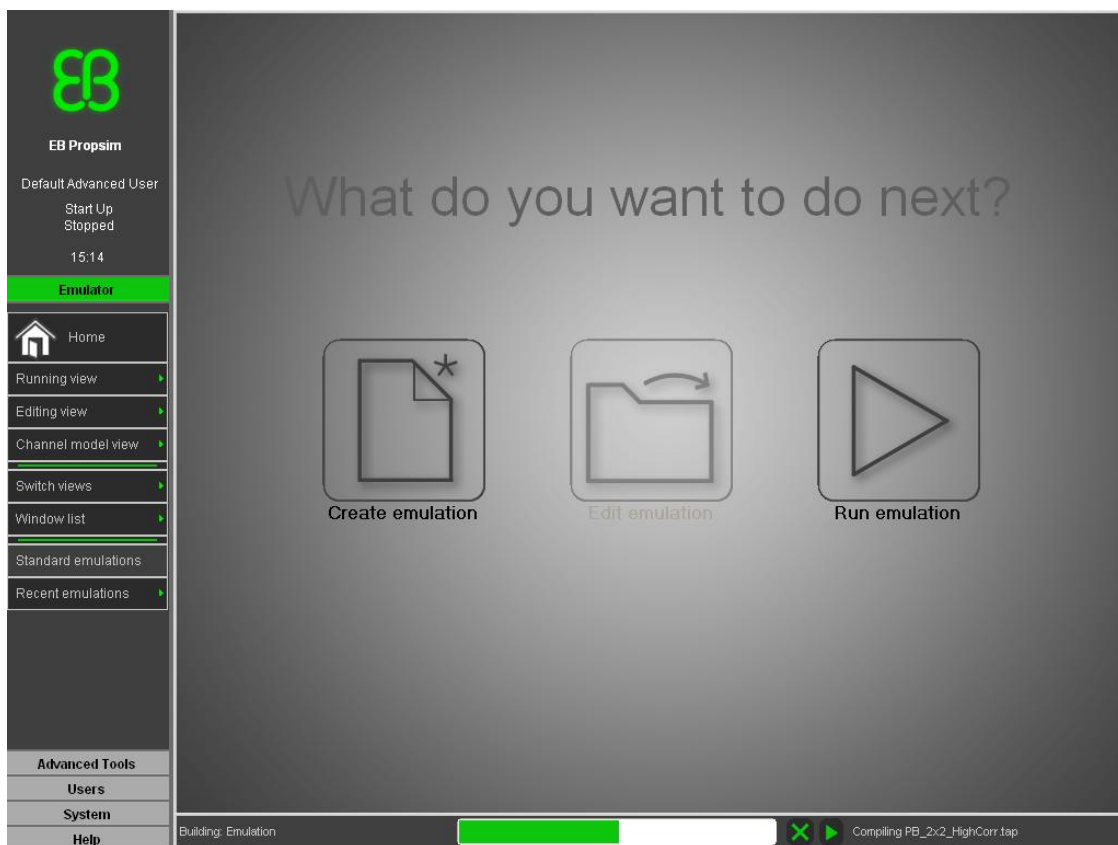 EB
EB Propsim
Default Advanced User
Start Up
Stopped
15:14
Emulator
Home
Running view
Editing view
Channel model view
Switch views
Window list
Standard emulations
Recent emulations
Advanced Tools
Users
System
Help
What do you want to do next?
Create emulation
Edit emulation
Run emulation
Building: Emulation
Compiling PB_2x2_HighCorr.tap